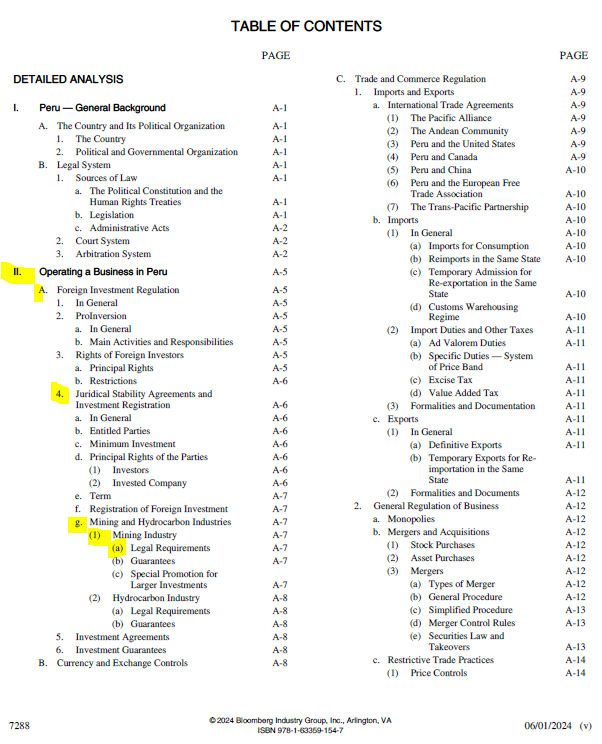 TABLE OF CONTENTS
PAGE
DETAILED ANALYSIS
I. Peru — General Background A-1
A. The Country and Its Political Organization A-1
1. The Country A-1
2. Political and Governmental Organization A-1
B. Legal System A-1
1. Sources of Law A-1
a. The Political Constitution and the
Human Rights Treaties A-1
b. Legislation A-1
c. Administrative Acts A-2
2. Court System A-2
3. Arbitration System A-2
II. Operating a Business in Peru A-5
A. Foreign Investment Regulation A-5
1. In General A-5
2. ProInversion A-5
a. In General A-5
b. Main Activities and Responsibilities A-5
3. Rights of Foreign Investors A-5
a. Principal Rights A-5
b. Restrictions A-6
4. Juridical Stability Agreements and
Investment Registration A-6
a. In General A-6
b. Entitled Parties A-6
c. Minimum Investment A-6
d. Principal Rights of the Parties A-6
(1) Investors A-6
(2) Invested Company A-6
e. Term A-7
f. Registration of Foreign Investment A-7
g. Mining and Hydrocarbon Industries A-7
(1) Mining Industry A-7
(a) Legal Requirements A-7
(b) Guarantees A-7
(c) Special Promotion for
Larger Investments A-7
(2) Hydrocarbon Industry A-8
(a) Legal Requirements A-8
(b) Guarantees A-8
5. Investment Agreements A-8
6. Investment Guarantees A-8
B. Currency and Exchange Controls A-8
PAGE
C. Trade and Commerce Regulation A-9
1. Imports and Exports A-9
a. International Trade Agreements A-9
(1) The Pacific Alliance A-9
(2) The Andean Community A-9
(3) Peru and the United States A-9
(4) Peru and Canada A-9
(5) Peru and China A-10
(6) Peru and the European Free
Trade Association A-10
(7) The Trans-Pacific Partnership A-10
b. Imports A-10
(1) In General A-10
(a) Imports for Consumption A-10
(b) Reimports in the Same State A-10
(c) Temporary Admission for
Re-exportation in the Same
State A-10
(d) Customs Warehousing
Regime A-10
(2) Import Duties and Other Taxes A-11
(a) Ad Valorem Duties A-11
(b) Specific Duties — System
of Price Band A-11
(c) Excise Tax A-11
(d) Value Added Tax A-11
(3) Formalities and Documentation A-11
c. Exports A-11
(1) In General A-11
(a) Definitive Exports A-11
(b) Temporary Exports for Re-
importation in the Same
State A-11
(2) Formalities and Documents A-12
2. General Regulation of Business A-12
a. Monopolies A-12
b. Mergers and Acquisitions A-12
(1) Stock Purchases A-12
(2) Asset Purchases A-12
(3) Mergers A-12
(a) Types of Merger A-12
(b) General Procedure A-12
(c) Simplified Procedure A-13
(d) Merger Control Rules A-13
(e) Securities Law and
Takeovers A-13
c. Restrictive Trade Practices A-14
(1) Price Controls A-14
7288
© 2024 Bloomberg Industry Group, Inc., Arlington, VA
ISBN 978-1-63359-154-7
06/01/2024 (v)